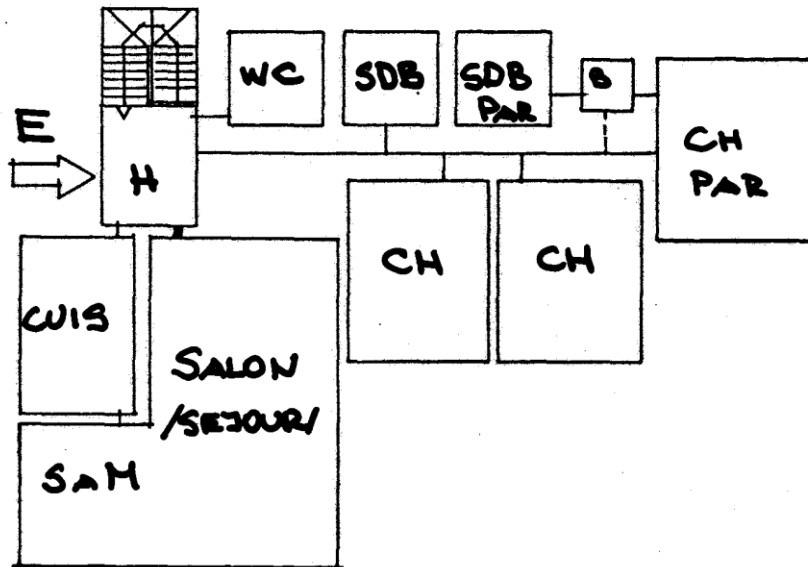 WC
SDB
SDB
PAR
B
E
H
CH
PAR
CH
CH
CUIS
SALON
/SEJOUR/
SAM